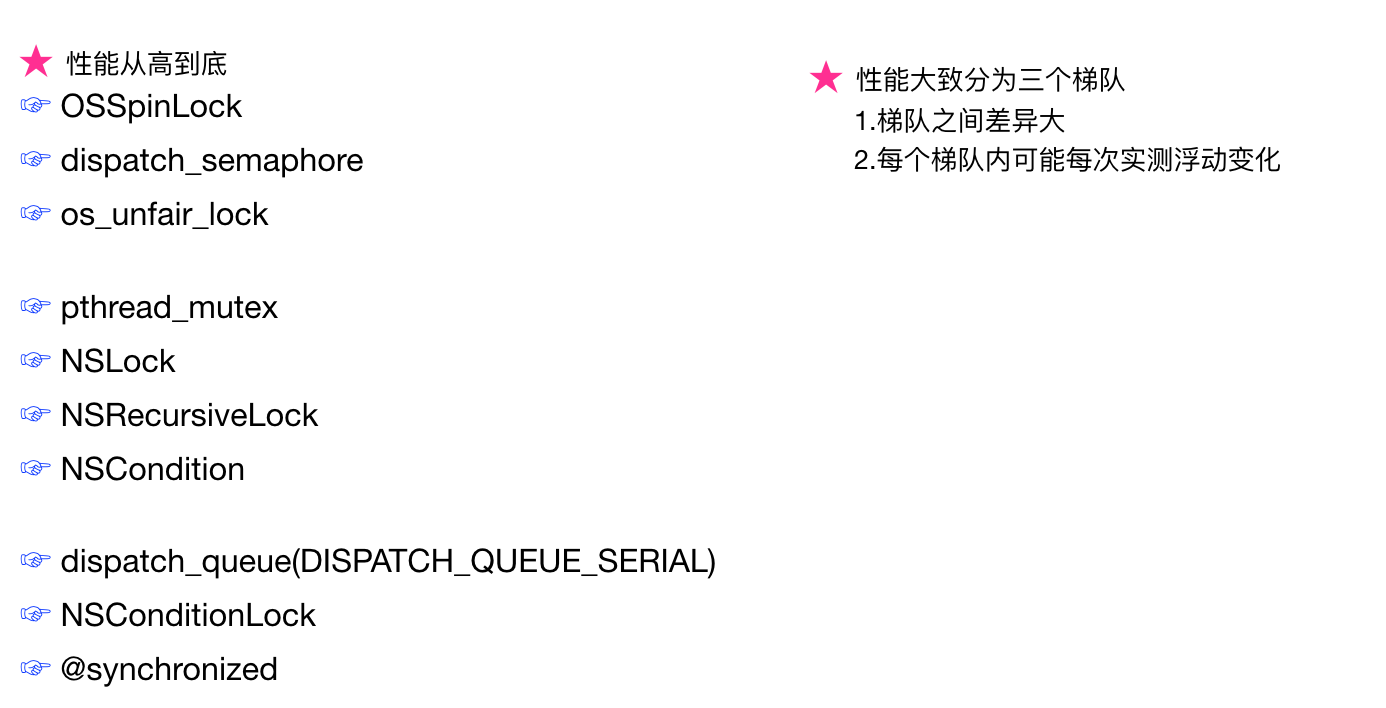 ★ 性能从高到底
☞ OSSpinLock
☞ dispatch_semaphore
☞ os_unfair_lock
☞ pthread_mutex
☞ NSLock
☞ NSRecursiveLock
☞ NSCondition
☞ dispatch_queue(DISPATCH_QUEUE_SERIAL)
☞ NSConditionLock
☞ @synchronized
★ 性能大致分为三个梯队
1.梯队之间差异大
2.每个梯队内可能每次实测浮动变化